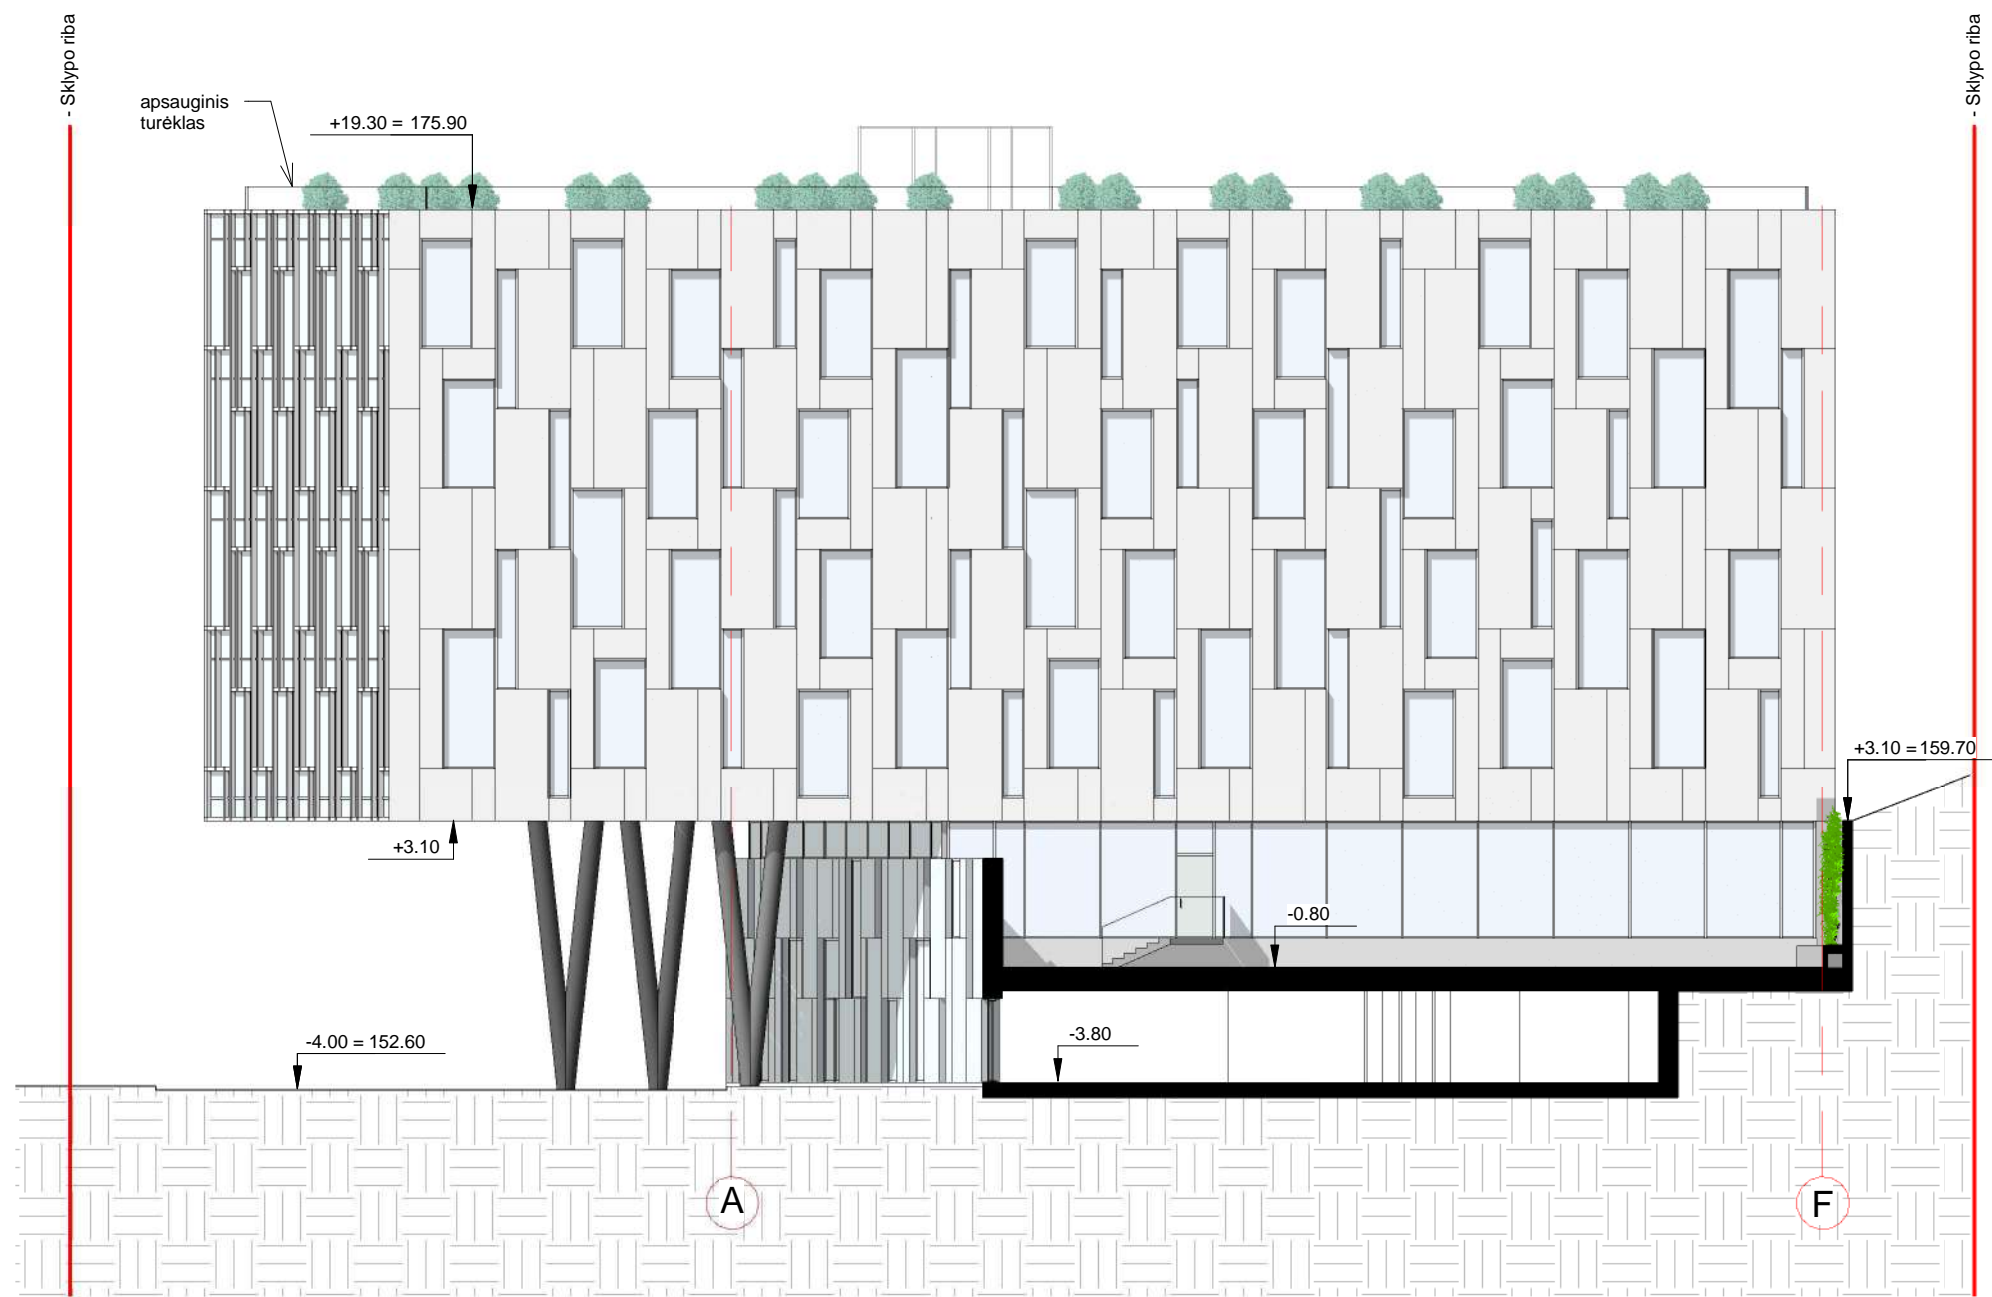 - Sklypo riba
- Sklypo riba
apsauginis
turėklas
+19.30 = 175.90
+3.10 = 159.70
+3.10
-0.80
-4.00 = 152.60
-3.80
A
F